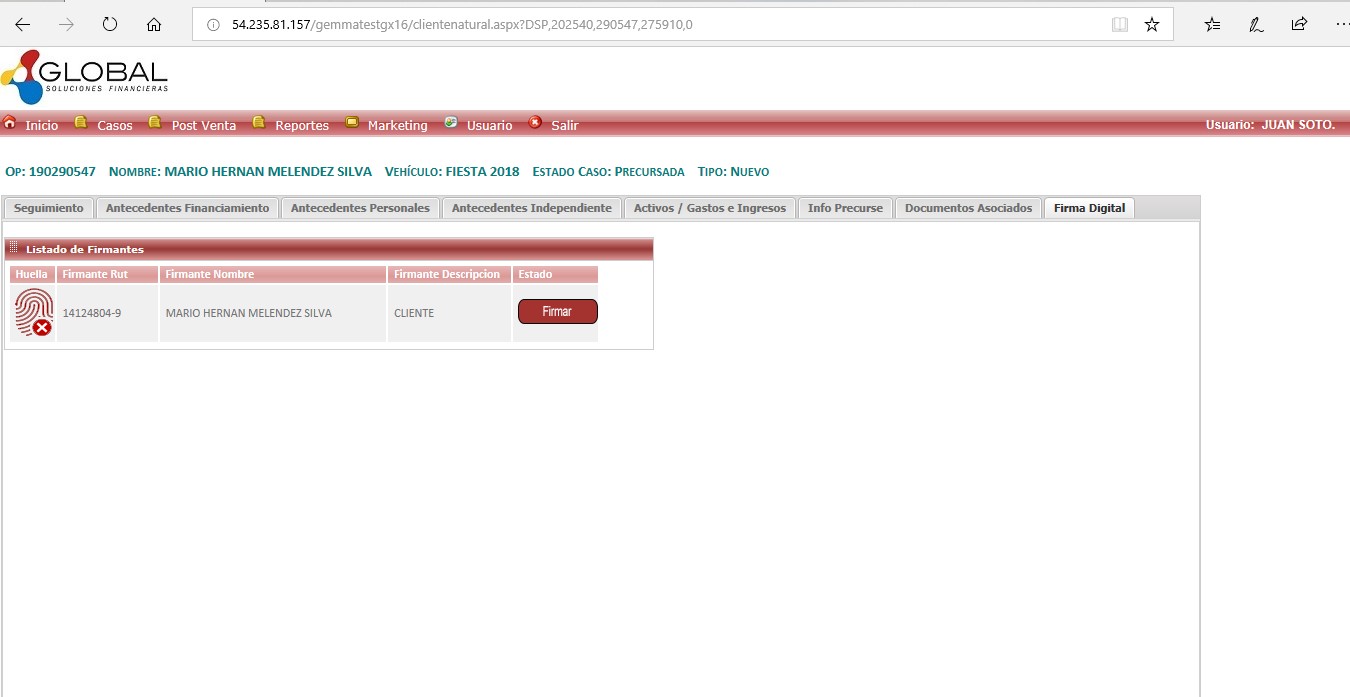 54.235.81.157/gemmatestgx16/clientenatural.aspx?DSP,202540,290547,275910,0
GLOBAL
SOLUCIONES FINANCIERAS
Inicio Casos Post Venta Reportes Marketing Usuario Salir Usuario: JUAN SOTO.
OP: 190290547 NOMBRE: MARIO HERNAN MELENDEZ SILVA VEHÍCULO: FIESTA 2018 ESTADO CASO: PRECURSADA TIPO: NUEVO
Seguimiento Antecedentes Financiamiento Antecedentes Personales Antecedentes Independiente Activos / Gastos e Ingresos Info Precurse Documentos Asociados Firma Digital
Listado de Firmantes
Huella Firmante Rut Firmante Nombre Firmante Descripcion Estado
14124804-9 MARIO HERNAN MELENDEZ SILVA CLIENTE Firmar